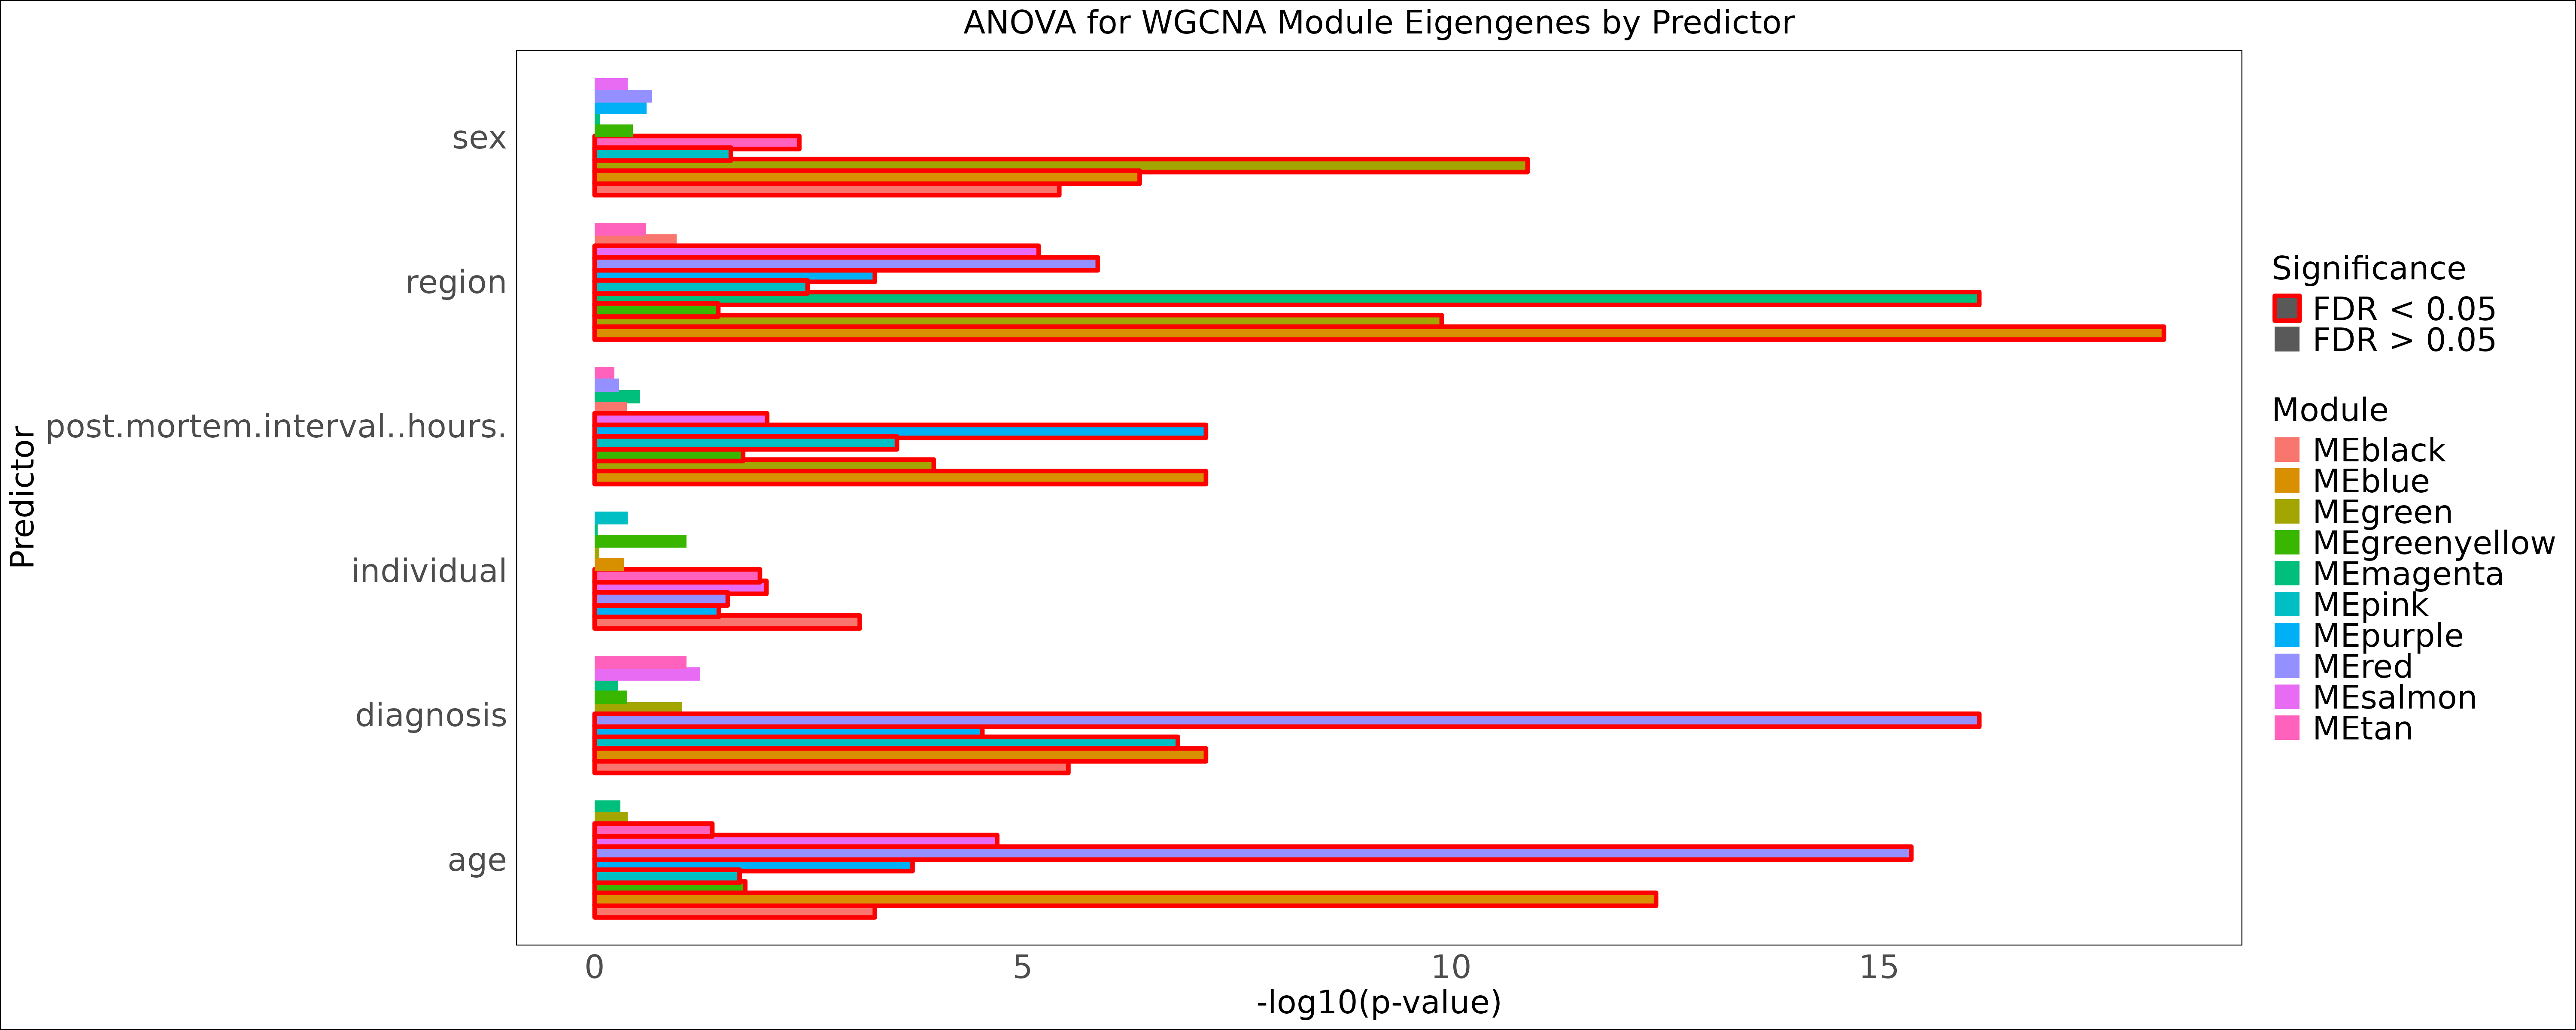 ANOVA for WGCNA Module Eigengenes by Predictor
Predictor
sex
region
post.mortem.interval..hours.
individual
diagnosis
age
0 5 10 15
-log10(p-value)
Significance
FDR < 0.05
FDR > 0.05
Module
MEblack
MEblue
MEgreen
MEgreenyellow
MEmagenta
MEpink
MEpurple
MEred
MEsalmon
MEtan